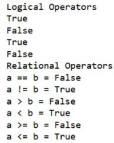 Logical Operators
True
False
True
False
Relational Operators
a == b = False
a != b = True
a > b = False
a < b = True
a >= b = False
a <= b = True